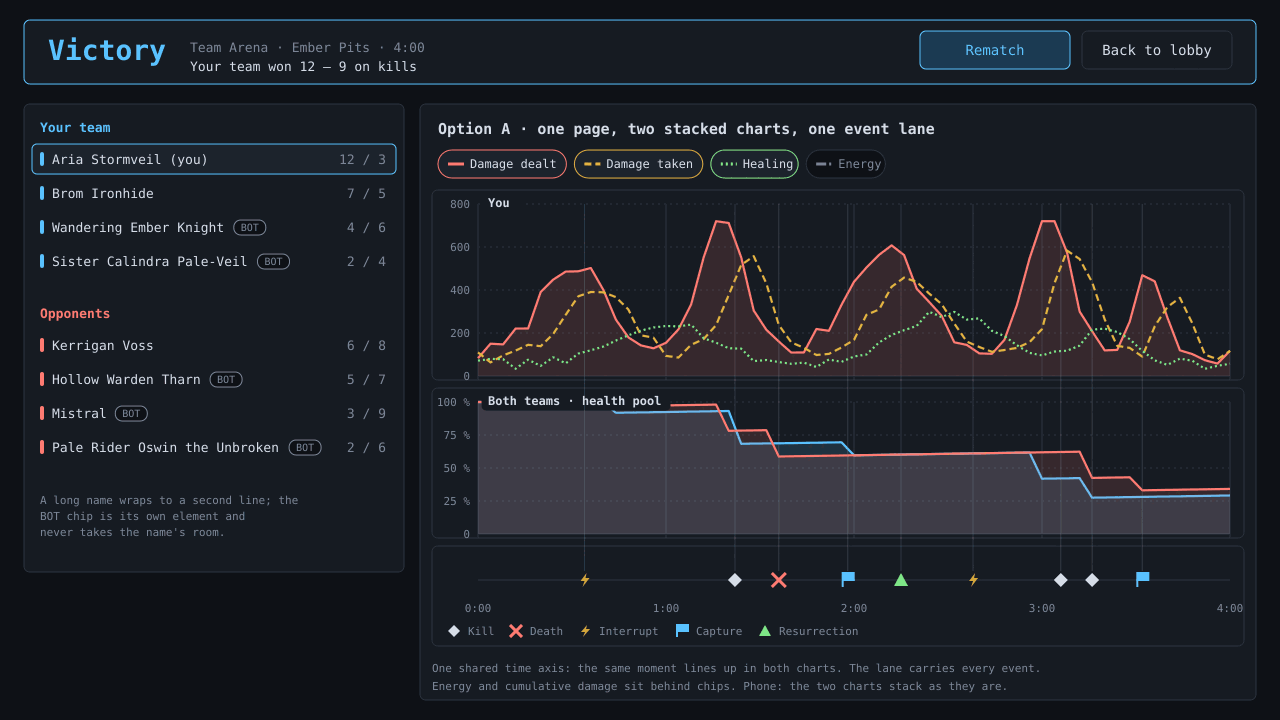 Victory
Team Arena · Ember Pits · 4:00
Your team won 12 — 9 on kills
Rematch
Back to lobby
Your team
Aria Stormveil (you) 12 / 3
Brom Ironhide 7 / 5
Wandering Ember Knight BOT 4 / 6
Sister Calindra Pale-Veil BOT 2 / 4
Opponents
Kerrigan Voss 6 / 8
Hollow Warden Tharn BOT 5 / 7
Mistral BOT 3 / 9
Pale Rider Oswin the Unbroken BOT 2 / 6
A long name wraps to a second line; the
BOT chip is its own element and
never takes the name's room.
Option A · one page, two stacked charts, one event lane
Damage dealt
Damage taken
Healing
Energy
You
800
600
400
200
0
Both teams · health pool
100 %
75 %
50 %
25 %
0
0:00 1:00 2:00 3:00 4:00
Kill Death Interrupt Capture Resurrection
One shared time axis: the same moment lines up in both charts. The lane carries every event.
Energy and cumulative damage sit behind chips. Phone: the two charts stack as they are.